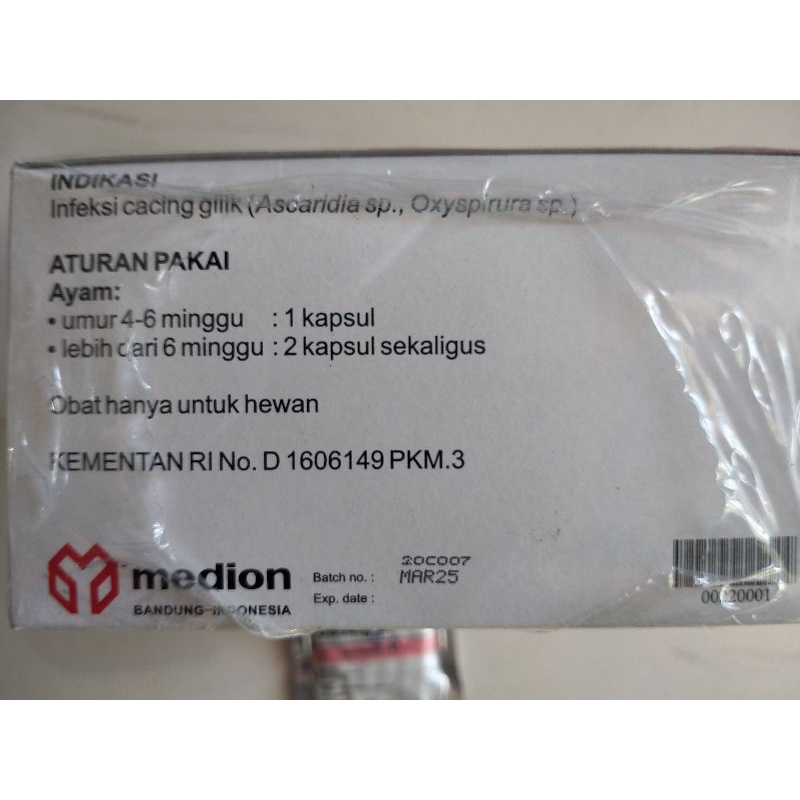 INDIKASI
Infeksi cacing gilik (Ascaridia sp., Oxyspirura sp.)
ATURAN PAKAI
Ayam:
• umur 4-6 minggu : 1 kapsul
• lebih dari 6 minggu : 2 kapsul sekaligus
Obat hanya untuk hewan
KEMENTAN RI No. D 1606149 PKM.3
medion
BANDUNG-INDONESIA
Batch no. : 20C007
Exp. date : MAR25
00220001